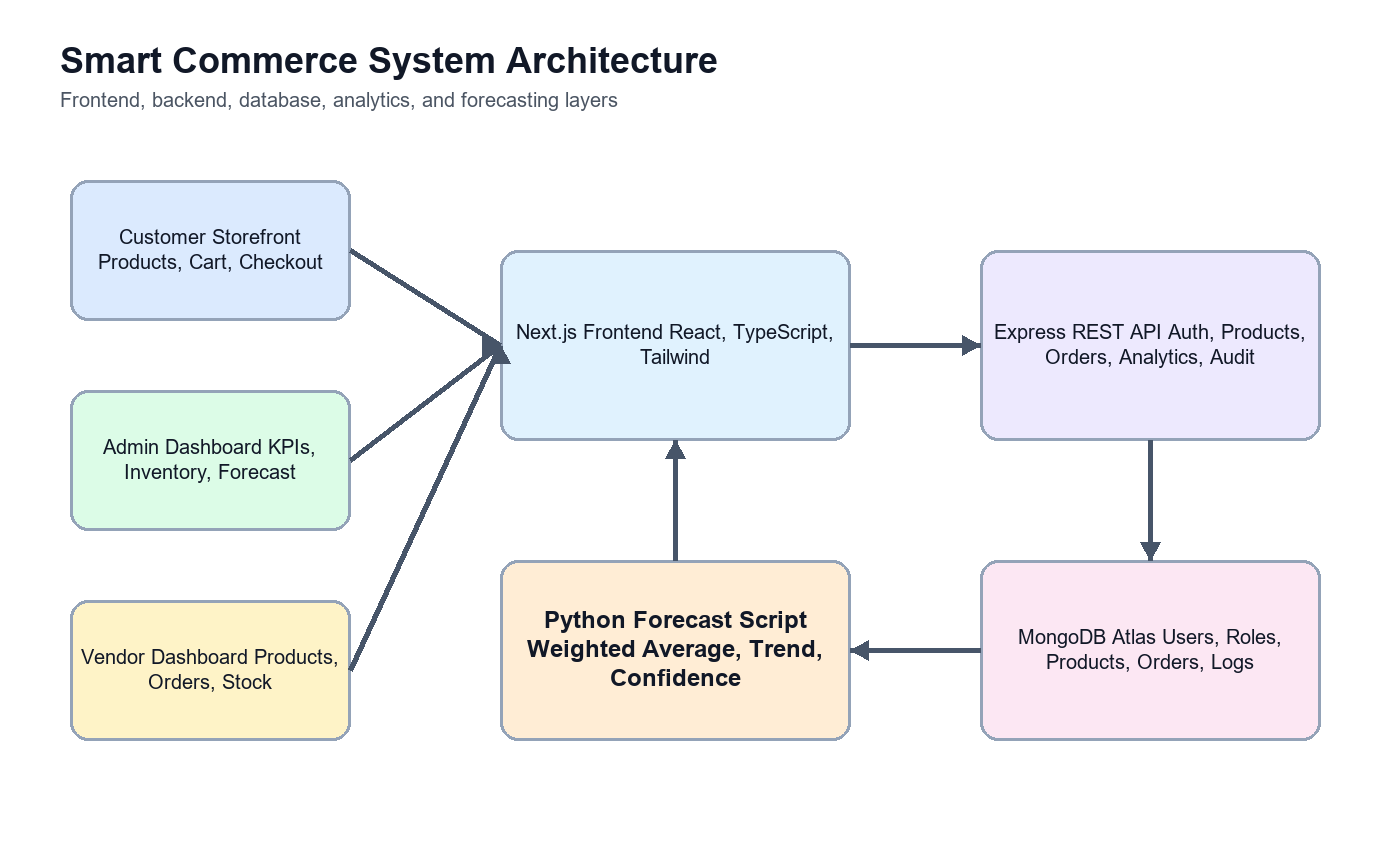 Smart Commerce System Architecture
Frontend, backend, database, analytics, and forecasting layers
Customer Storefront
Products, Cart, Checkout
Next.js Frontend React, TypeScript,
Tailwind
Express REST API Auth, Products,
Orders, Analytics, Audit
Admin Dashboard KPIs,
Inventory, Forecast
Vendor Dashboard Products,
Orders, Stock
Python Forecast Script
Weighted Average, Trend,
Confidence
MongoDB Atlas Users, Roles,
Products, Orders, Logs